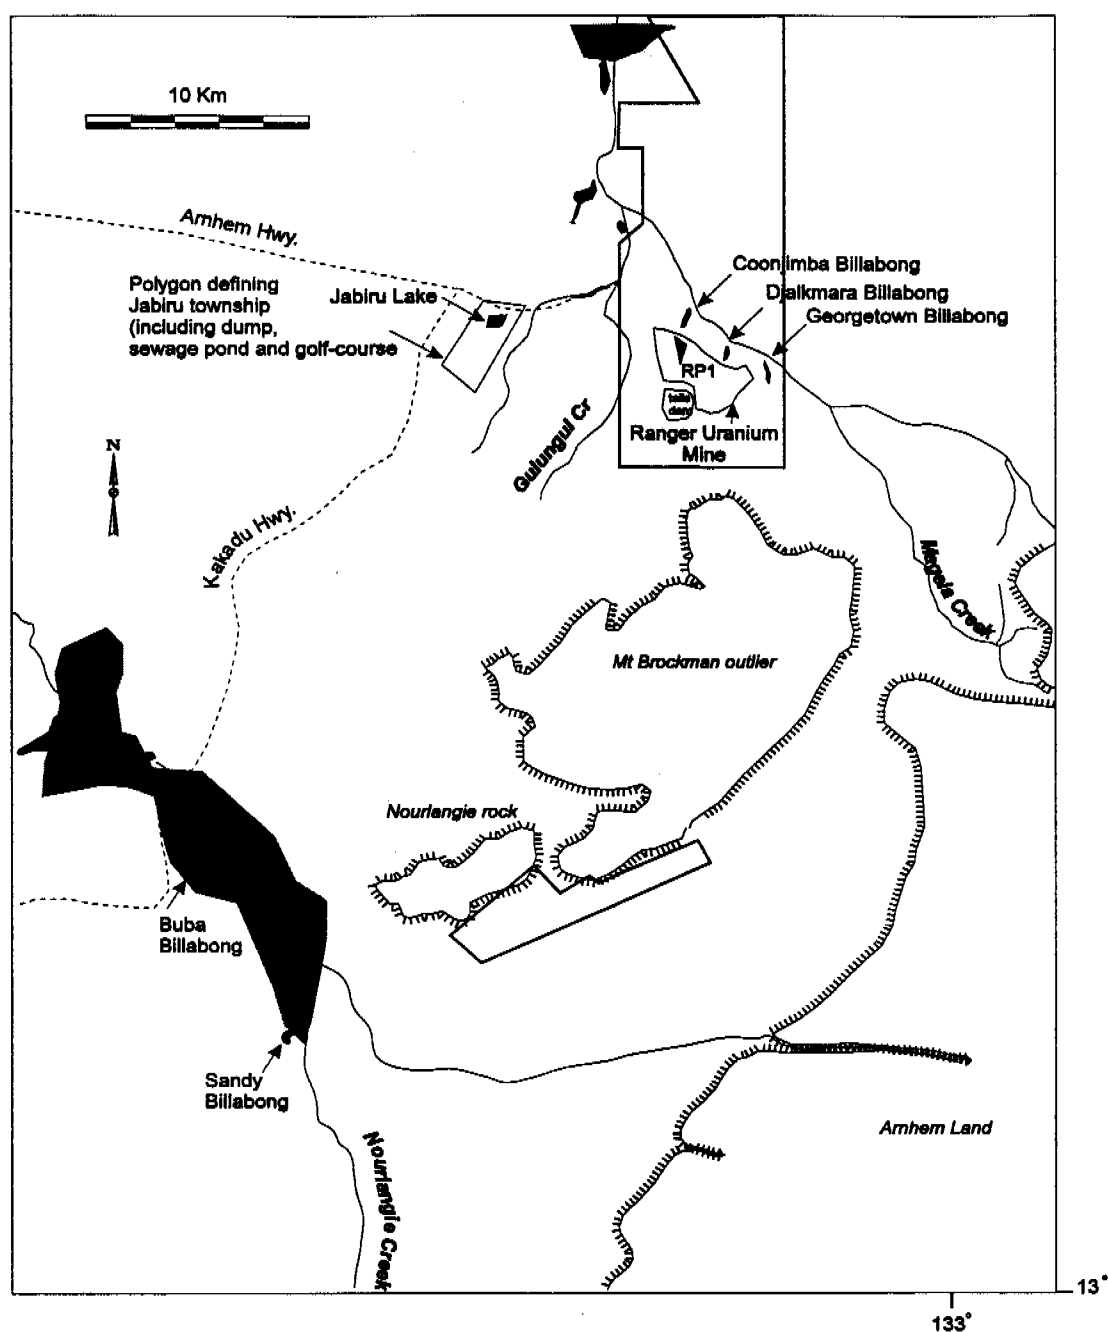 10 Km
Arnhem Hwy.
Coonjimba Billabong
Polygon defining
Jabiru township
(including dump,
sewage pond and golf-course
Jabiru Lake
Djalkmara Billabong
Georgetown Billabong
RP1
tails
dam
Gulungul Cr
Ranger Uranium
Mine
N
Kakadu Hwy.
Magela Creek
Mt Brockman outlier
Nourlangie rock
Buba
Billabong
Sandy
Billabong
Arnhem Land
Nourlangie Creek
13°
133°